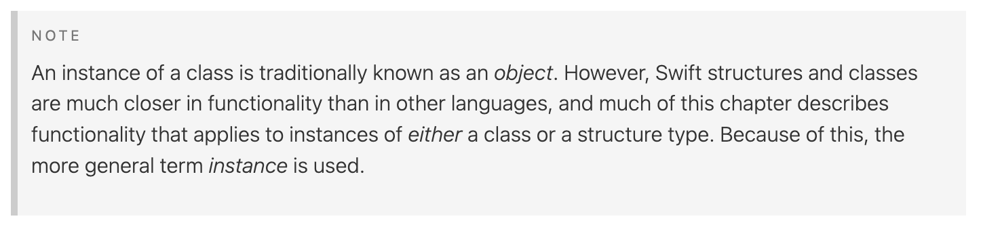 NOTE
An instance of a class is traditionally known as an object. However, Swift structures and classes
are much closer in functionality than in other languages, and much of this chapter describes
functionality that applies to instances of either a class or a structure type. Because of this, the
more general term instance is used.